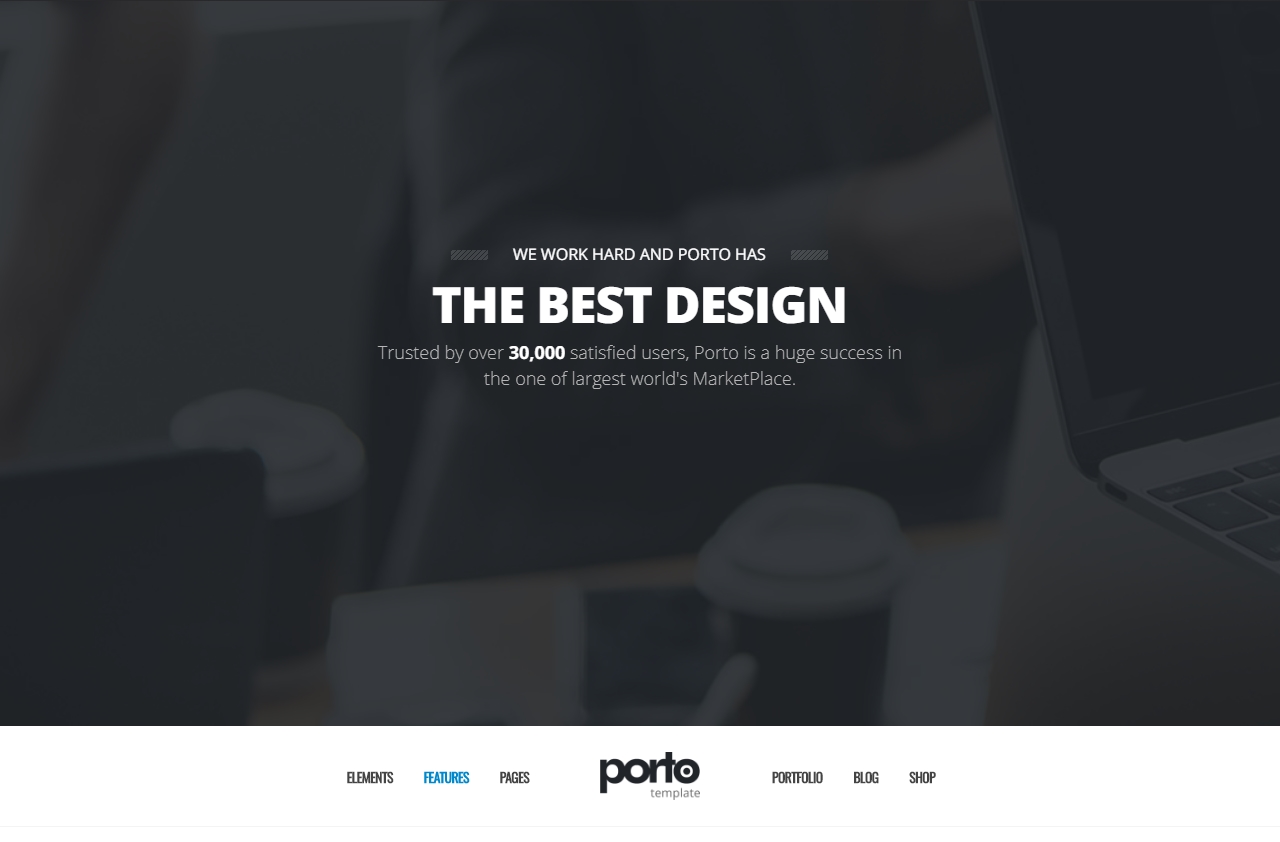 WE WORK HARD AND PORTO HAS
THE BEST DESIGN
Trusted by over 30,000 satisfied users, Porto is a huge success in
the one of largest world's MarketPlace.
ELEMENTS FEATURES PAGES porto PORTFOLIO BLOG SHOP
template